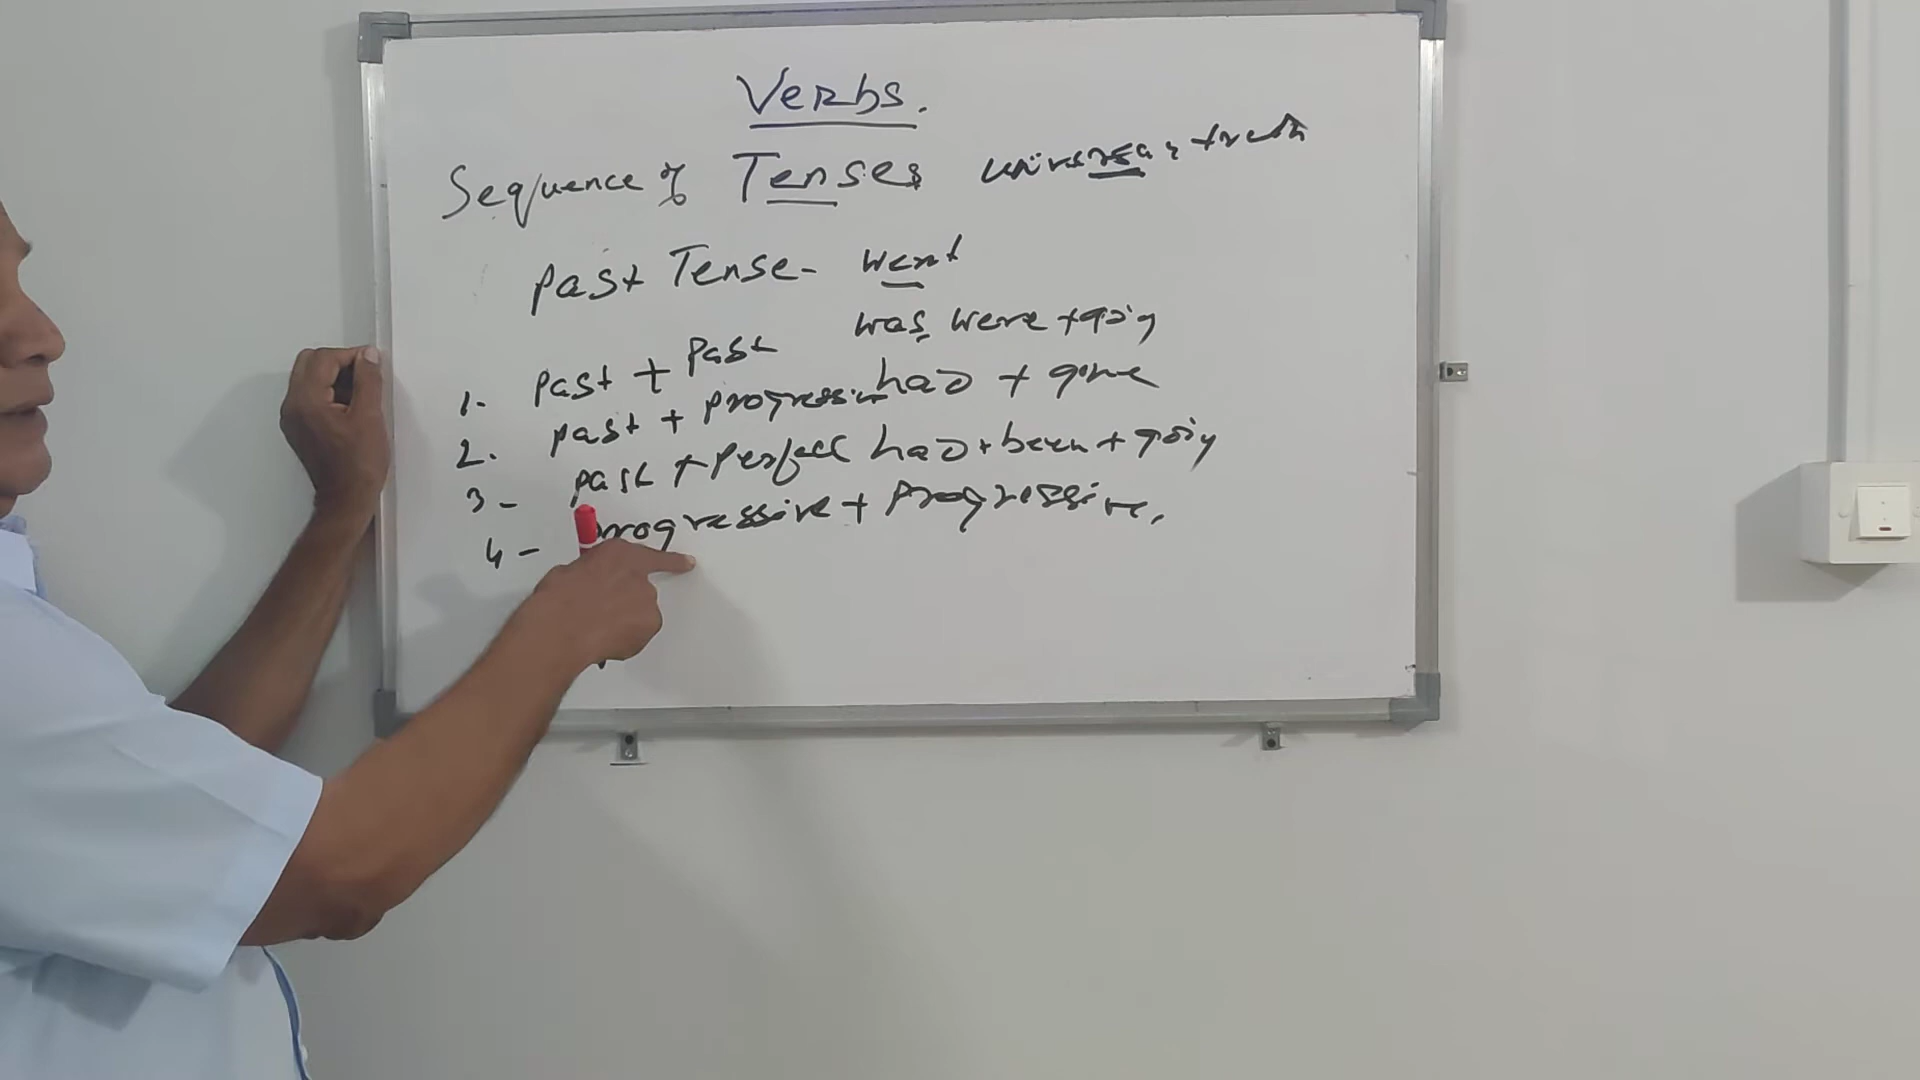 Verbs.
Sequence of Tenses universal truth
Past Tense - went
was, were + going
1- Past + Past
had + gone
2. Past + progressive
had + been + going
3- past + perfect
4- progressive + progressive.